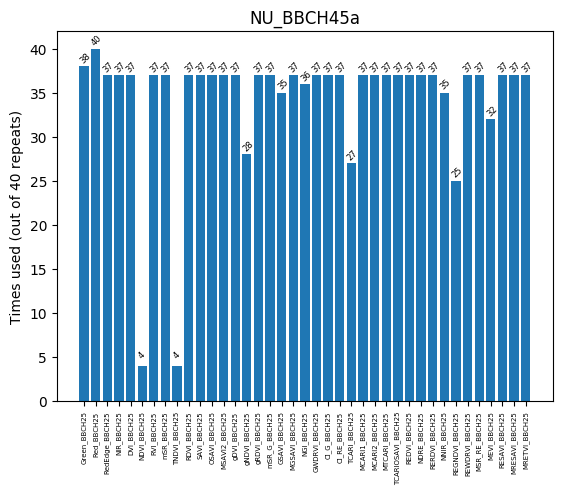 NU_BBCH45a
Times used (out of 40 repeats)
40
35
30
25
20
15
10
5
0
38
40
37
37
37
4
37
37
4
37
37
37
37
37
28
37
37
35
37
36
37
37
37
27
37
37
37
37
37
37
37
35
25
37
37
32
37
37
37
Green_BBCH25
Red_BBCH25
RedEdge_BBCH25
NIR_BBCH25
DVI_BBCH25
NDVI_BBCH25
RVI_BBCH25
mSR_BBCH25
TNDVI_BBCH25
RDVI_BBCH25
SAVI_BBCH25
OSAVI_BBCH25
MSAVI2_BBCH25
gDVI_BBCH25
gNDVI_BBCH25
gRDVI_BBCH25
mSR_G_BBCH25
GSAVI_BBCH25
MGSAVI_BBCH25
NGI_BBCH25
GWDRVI_BBCH25
CI_G_BBCH25
CI_RE_BBCH25
TCARI_BBCH25
MCARI1_BBCH25
MCARI2_BBCH25
MTCARI_BBCH25
TCARIOSAVI_BBCH25
REDVI_BBCH25
NDRE_BBCH25
RERDVI_BBCH25
NNIR_BBCH25
REGNDVI_BBCH25
REWDRVI_BBCH25
MSR_RE_BBCH25
MEVI_BBCH25
RESAVI_BBCH25
MRESAVI_BBCH25
MRETVI_BBCH25